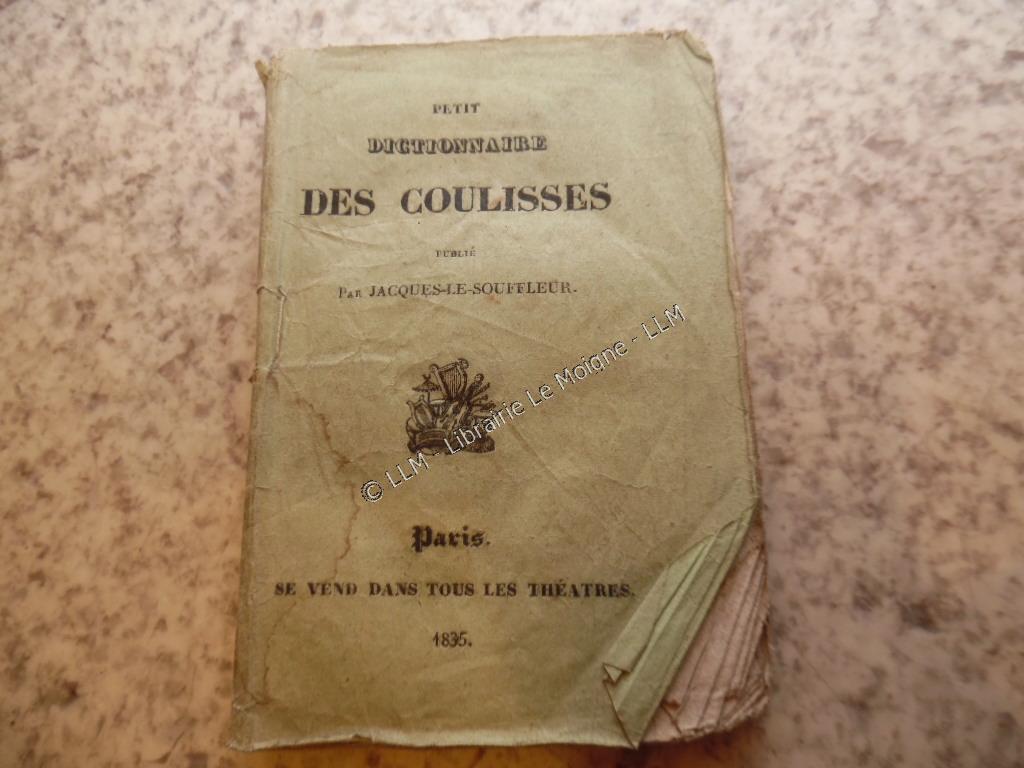 PETIT
DICTIONNAIRE
DES COULISSES
PUBLIÉ
PAR JACQUES-LE-SOUFFLEUR.
© LLM - Librairie Le Moigne - LLM
Paris.
SE VEND DANS TOUS LES THÉATRES.
1835.